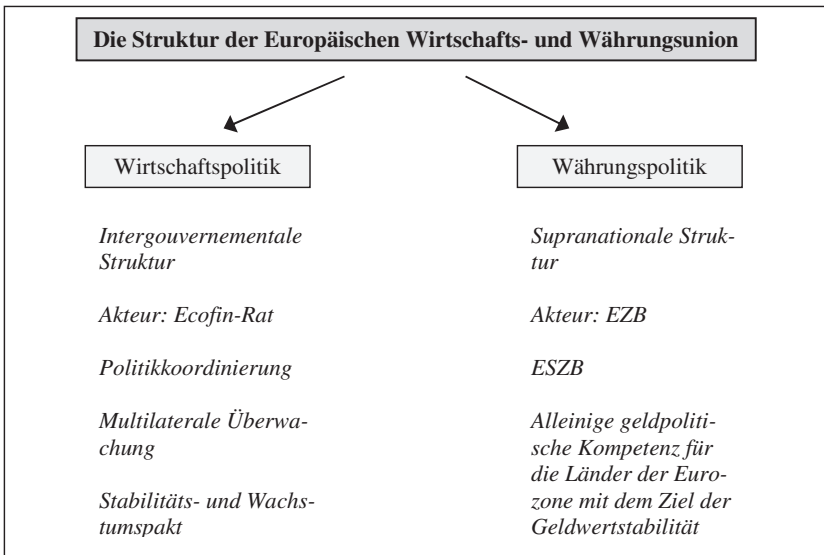 Die Struktur der Europäischen Wirtschafts- und Währungsunion
Wirtschaftspolitik
Intergouvernementale
Struktur
Akteur: Ecofin-Rat
Politikkoordinierung
Multilaterale Überwa-
chung
Stabilitäts- und Wachs-
tumspakt
Währungspolitik
Supranationale Struk-
tur
Akteur: EZB
ESZB
Alleinige geldpoliti-
sche Kompetenz für
die Länder der Euro-
zone mit dem Ziel der
Geldwertstabilität